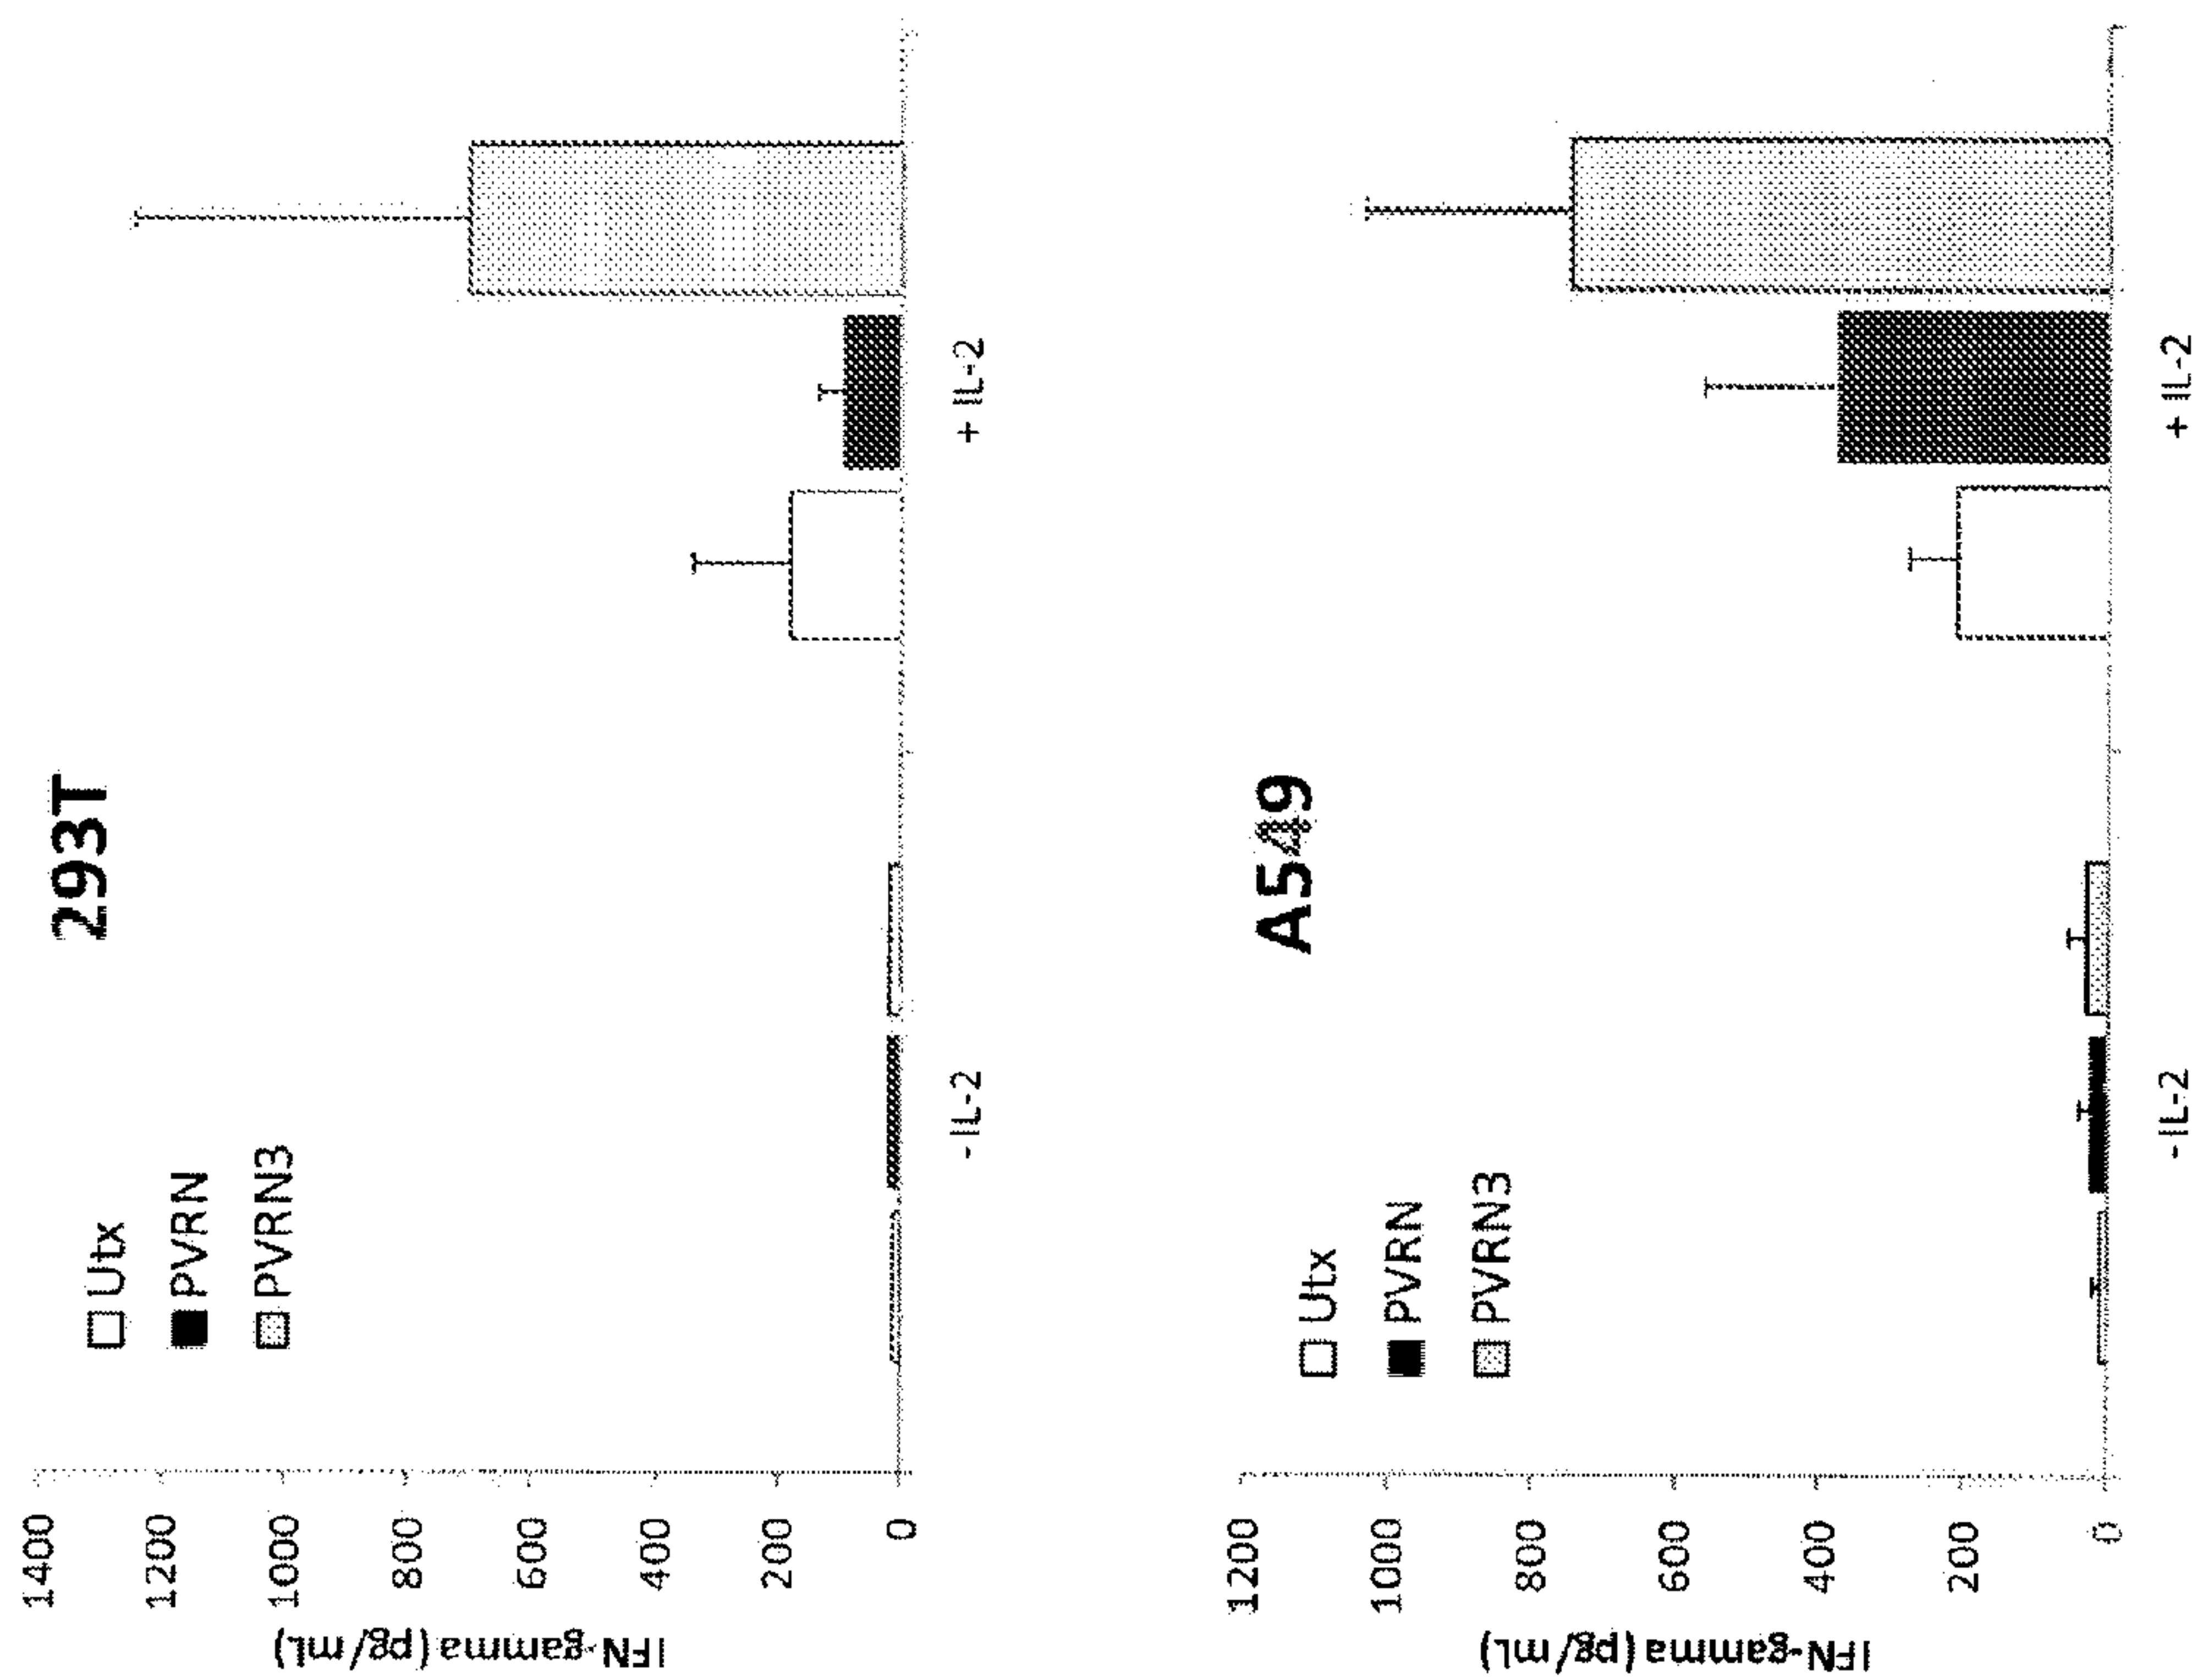 293T
Utx
PVRN
PVRN3
IFN-gamma (pg/mL)
1400
1200
1000
800
600
400
200
0
- IL-2
+ IL-2
A549
Utx
PVRN
PVRN3
IFN-gamma (pg/mL)
1200
1000
800
600
400
200
0
- IL-2
+ IL-2